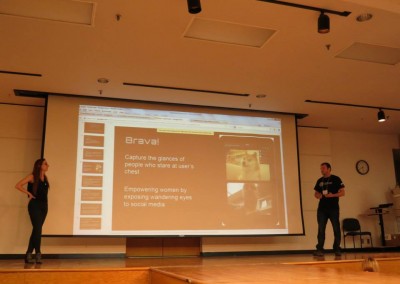 Br3va!
Capture the glances of
people who stare at user's
chest
Empowering women by
exposing wandering eyes
to social media